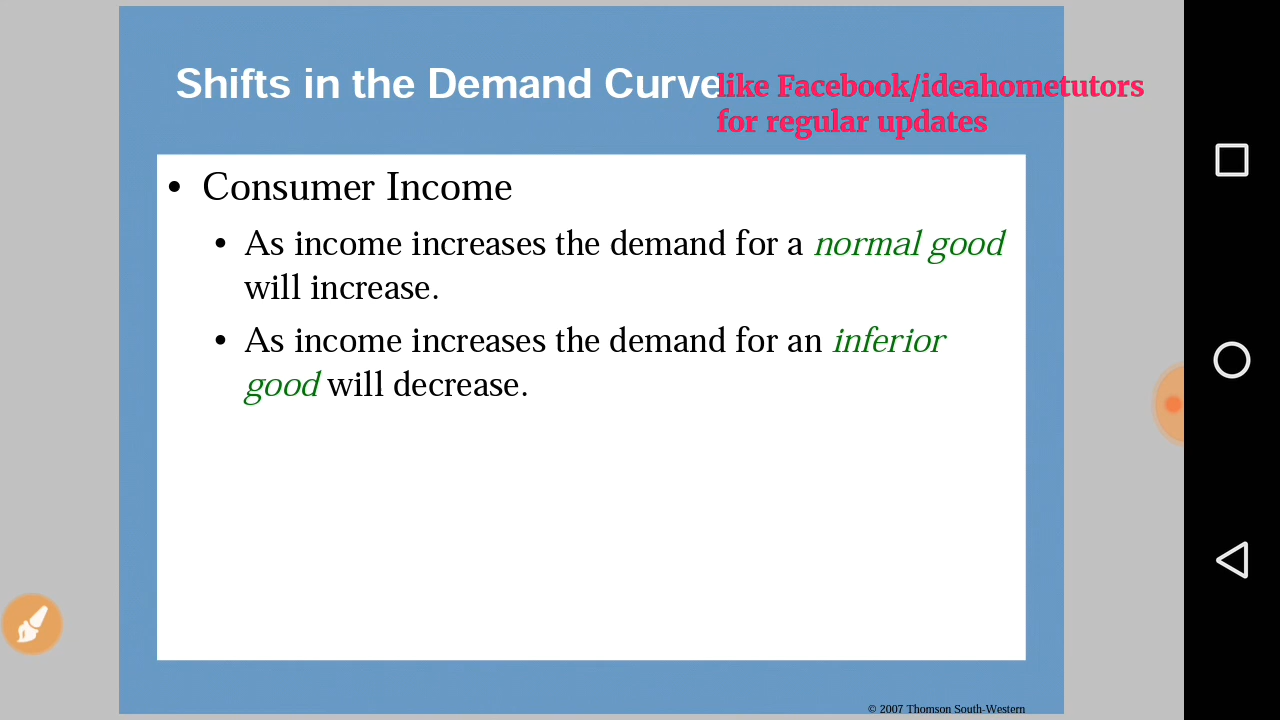 Shifts in the Demand Curve
like Facebook/ideahometutors
for regular updates
• Consumer Income
• As income increases the demand for a normal good
will increase.
• As income increases the demand for an inferior
good will decrease.
© 2007 Thomson South-Western